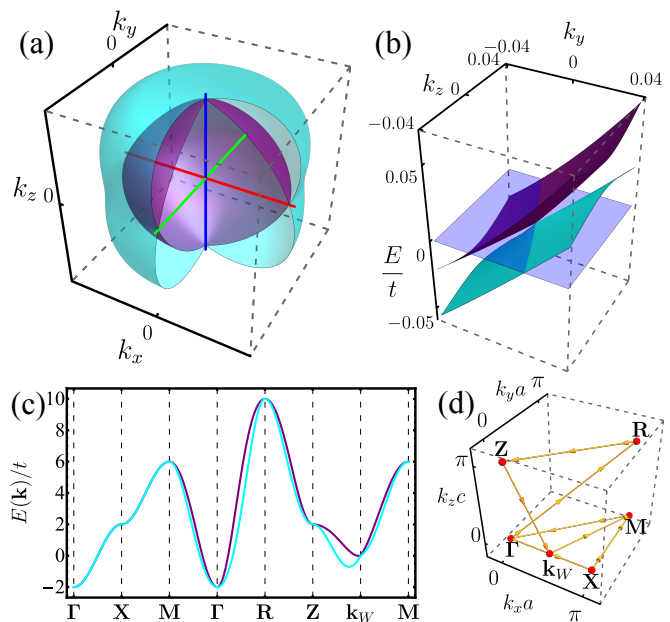 (a)
k_y
0
k_z 0
0
k_x
(b)
−0.04
k_y
0.04
0
k_z 0
0.04
−0.04
0.05
0
E/t
−0.05
(c)
E(k)/t
10
8
6
4
2
0
−2
Γ X M Γ R Z k_W M
(d)
k_y a
π
0
R
Z
π
k_z c
0
M
Γ
k_W
X
0
k_x a
π